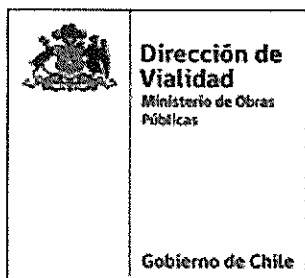 Dirección de
Vialidad
Ministerio de Obras
Públicas
Gobierno de Chile